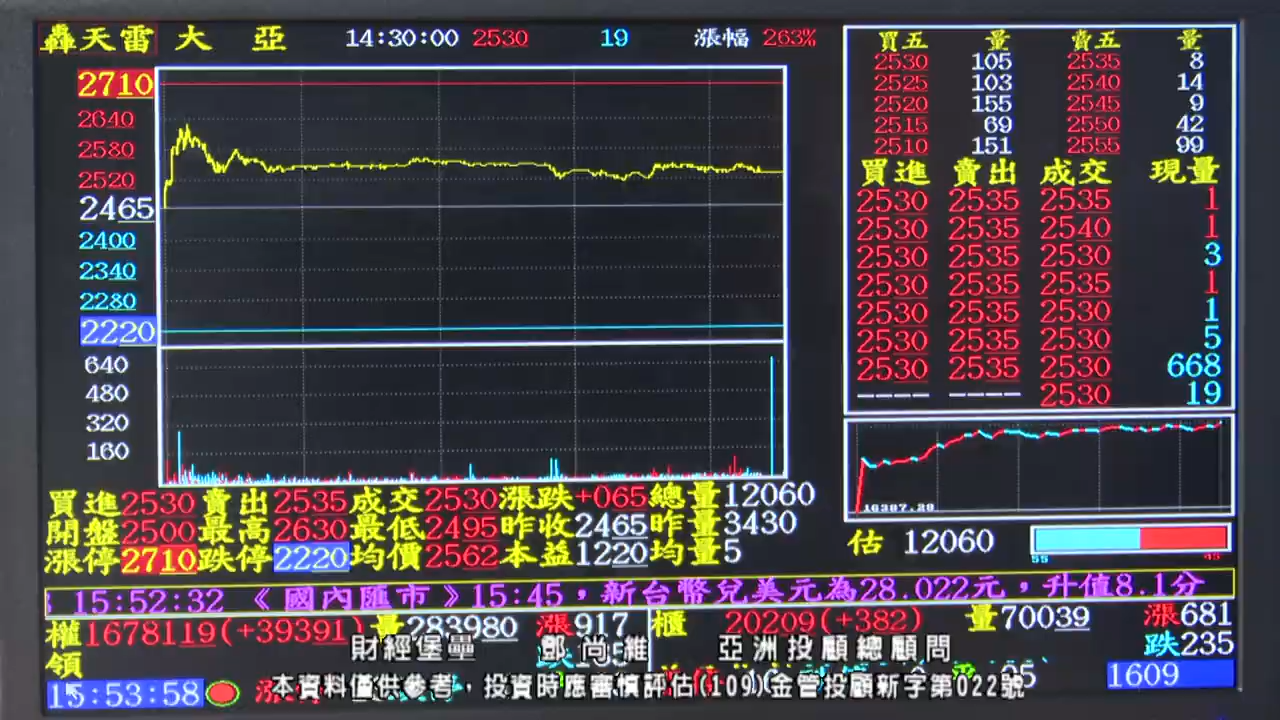 轟天雷 大 亞 14:30:00 2530 19 漲幅 263%
2710
2640
2580
2520
2465
2400
2340
2280
2220
640
480
320
160
買五 量 賣五 量
2530 105 2535 8
2525 103 2540 14
2520 155 2545 9
2515 69 2550 42
2510 151 2555 99
買進 賣出 成交 現量
2530 2535 2535 1
2530 2535 2540 1
2530 2535 2530 3
2530 2535 2530 1
2530 2535 2530 1
2530 2535 2530 5
2530 2535 2530 668
---- ---- 2530 19
16307.20
買進2530賣出2535成交2530漲跌+065總量12060
開盤2500最高2630最低2495昨收2465昨量3430
漲停2710跌停2220均價2562本益1220均量5
估 12060
55 45
15:52:32 《國內匯市》15:45，新台幣兌美元為28.022元，升值8.1分
權1678119(+39391)量283980 漲917 櫃 20209(+382) 量70039 漲681
跌235
領
財經堡壘 鄧尚維 亞洲投顧總顧問
1609
15:53:58
本資料僅供參考，投資時應審慎評估(109)金管投顧新字第022號